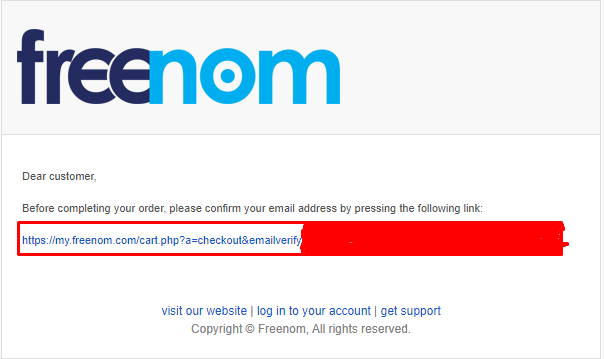 freenom
Dear customer,
Before completing your order, please confirm your email address by pressing the following link:
https://my.freenom.com/cart.php?a=checkout&emailverify
visit our website | log in to your account | get support
Copyright © Freenom, All rights reserved.